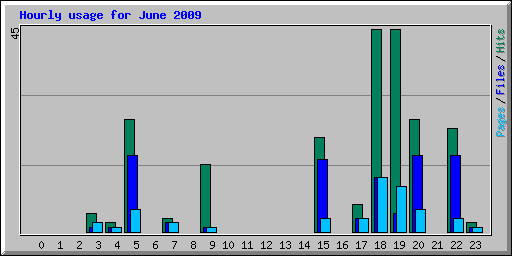 Hourly usage for June 2009
45
Pages/Files/Hits
0 1 2 3 4 5 6 7 8 9 10 11 12 13 14 15 16 17 18 19 20 21 22 23